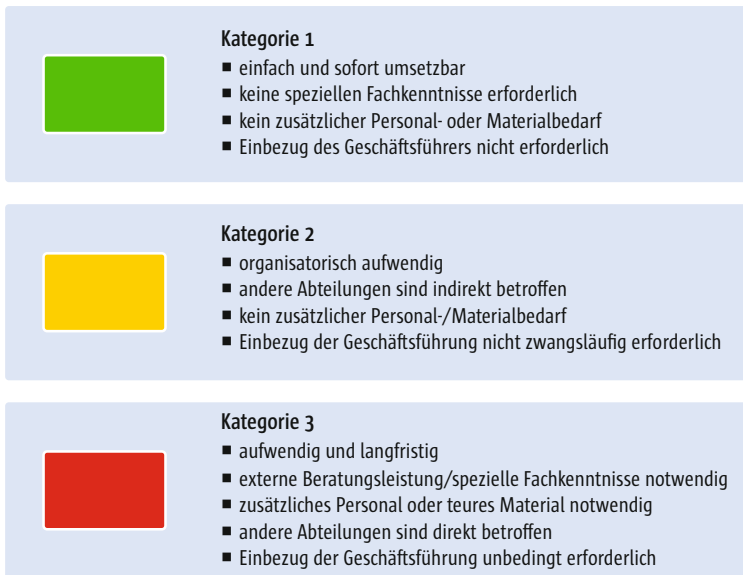 Kategorie 1
■ einfach und sofort umsetzbar
■ keine speziellen Fachkenntnisse erforderlich
■ kein zusätzlicher Personal- oder Materialbedarf
■ Einbezug des Geschäftsführers nicht erforderlich
Kategorie 2
■ organisatorisch aufwendig
■ andere Abteilungen sind indirekt betroffen
■ kein zusätzlicher Personal-/Materialbedarf
■ Einbezug der Geschäftsführung nicht zwangsläufig erforderlich
Kategorie 3
■ aufwendig und langfristig
■ externe Beratungsleistung/spezielle Fachkenntnisse notwendig
■ zusätzliches Personal oder teures Material notwendig
■ andere Abteilungen sind direkt betroffen
■ Einbezug der Geschäftsführung unbedingt erforderlich